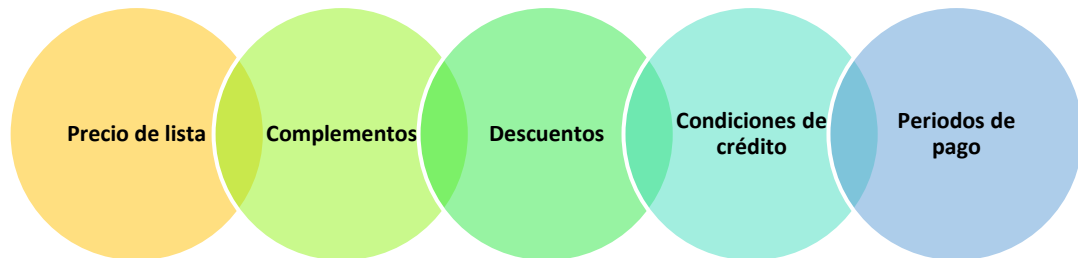 Precio de lista
Complementos
Descuentos
Condiciones de
crédito
Periodos de
pago